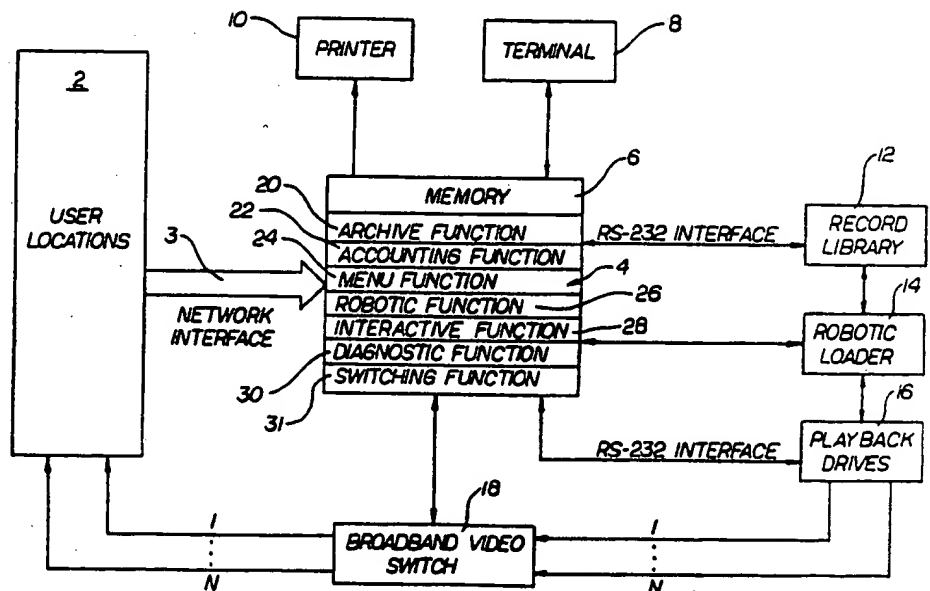 10
PRINTER
TERMINAL
8
2
USER
LOCATIONS
3
NETWORK
INTERFACE
6
MEMORY
20
ARCHIVE FUNCTION
22
ACCOUNTING FUNCTION
24
MENU FUNCTION
4
ROBOTIC FUNCTION
26
INTERACTIVE FUNCTION
28
30
DIAGNOSTIC FUNCTION
31
SWITCHING FUNCTION
RS-232 INTERFACE
12
RECORD
LIBRARY
14
ROBOTIC
LOADER
16
PLAYBACK
DRIVES
RS-232 INTERFACE
18
BROADBAND VIDEO
SWITCH
1
N
1
N